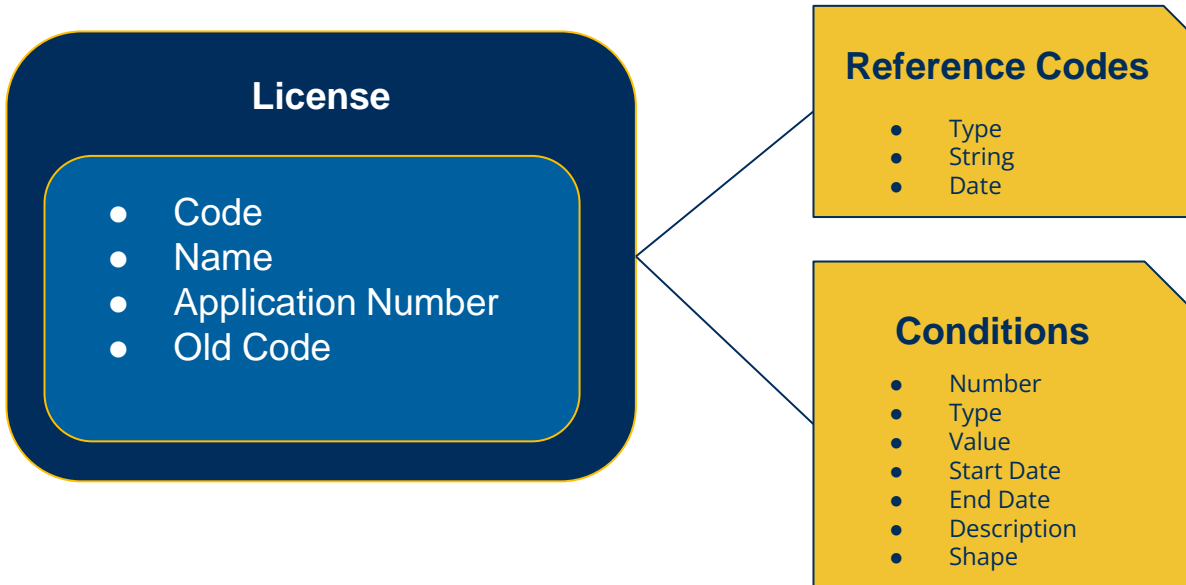 License
● Code
● Name
● Application Number
● Old Code
Reference Codes
● Type
● String
● Date
Conditions
● Number
● Type
● Value
● Start Date
● End Date
● Description
● Shape